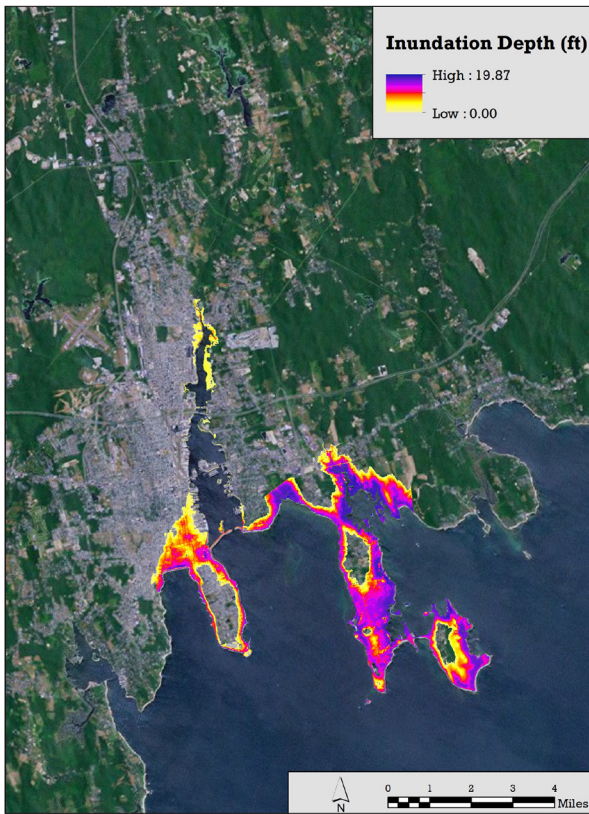 Inundation Depth (ft)
High : 19.87
Low : 0.00
N
0 1 2 3 4
Miles